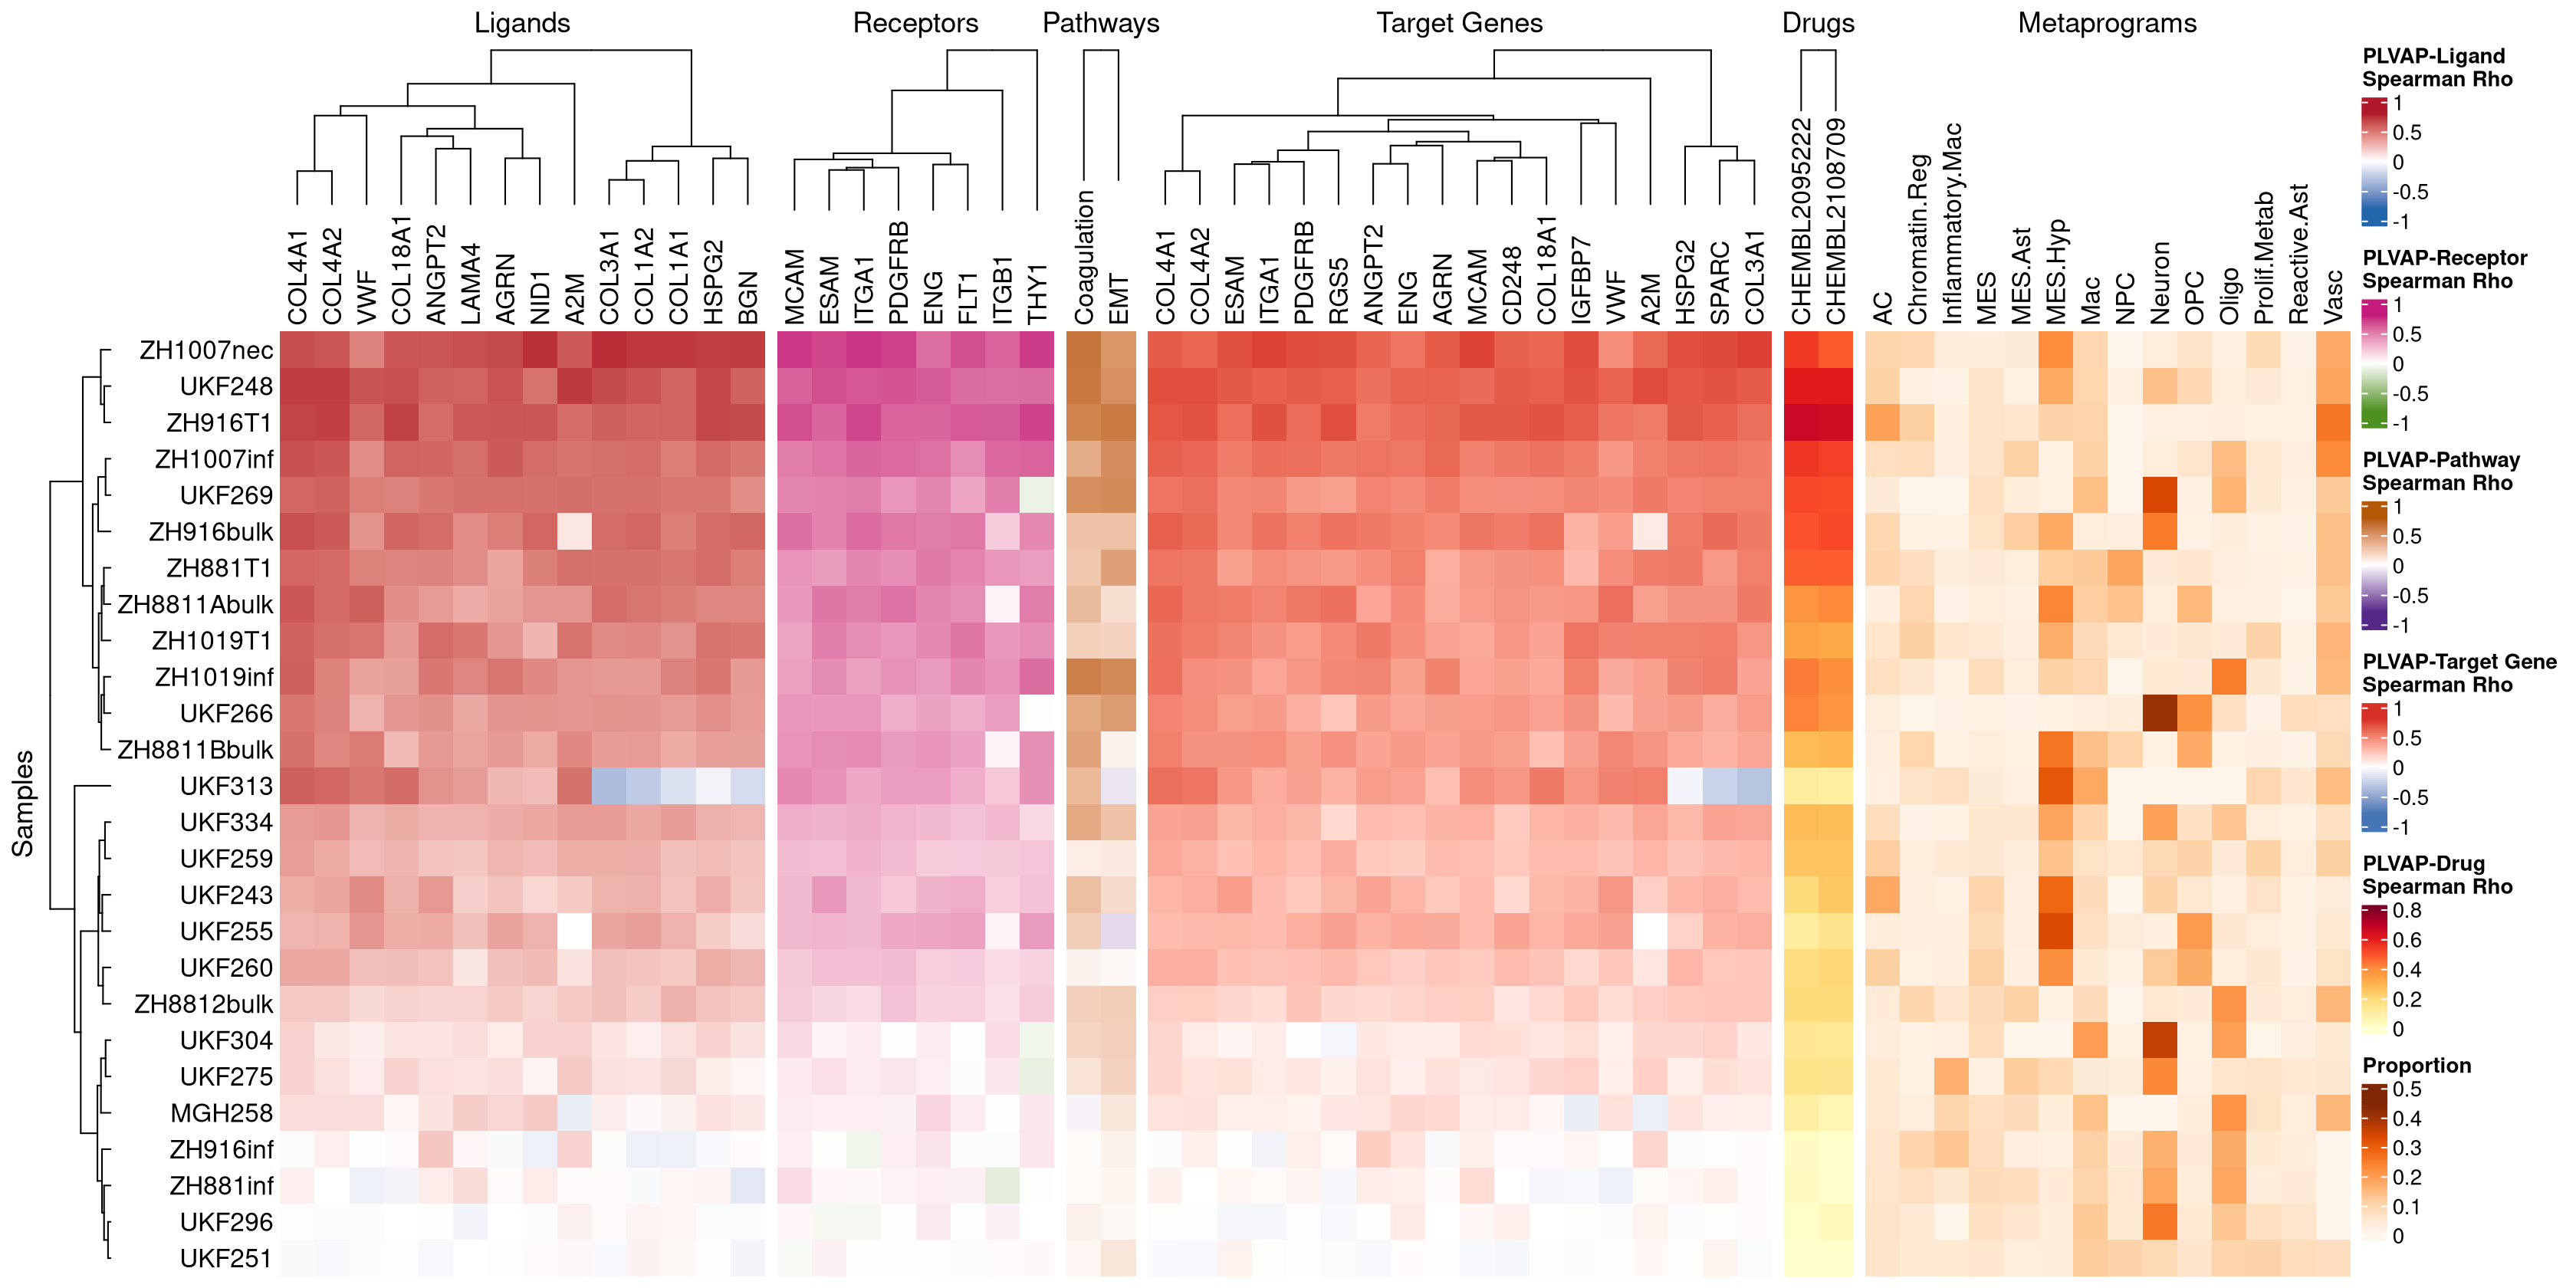 Ligands
Receptors
Pathways
Target Genes
Drugs
Metaprograms
COL4A1
COL4A2
VWF
COL18A1
ANGPT2
LAMA4
AGRN
NID1
A2M
COL3A1
COL1A2
COL1A1
HSPG2
BGN
MCAM
ESAM
ITGA1
PDGFRB
ENG
FLT1
ITGB1
THY1
Coagulation
EMT
COL4A1
COL4A2
ESAM
ITGA1
PDGFRB
RGS5
ANGPT2
ENG
AGRN
MCAM
CD248
COL18A1
IGFBP7
VWF
A2M
HSPG2
SPARC
COL3A1
CHEMBL2095222
CHEMBL2108709
AC
Chromatin.Reg
Inflammatory.Mac
MES
MES.Ast
MES.Hyp
Mac
NPC
Neuron
OPC
Oligo
Prolif.Metab
Reactive.Ast
Vasc
Samples
ZH1007nec
UKF248
ZH916T1
ZH1007inf
UKF269
ZH916bulk
ZH881T1
ZH8811Abulk
ZH1019T1
ZH1019inf
UKF266
ZH8811Bbulk
UKF313
UKF334
UKF259
UKF243
UKF255
UKF260
ZH8812bulk
UKF304
UKF275
MGH258
ZH916inf
ZH881inf
UKF296
UKF251
PLVAP-Ligand
Spearman Rho
1
0.5
0
-0.5
-1
PLVAP-Receptor
Spearman Rho
1
0.5
0
-0.5
-1
PLVAP-Pathway
Spearman Rho
1
0.5
0
-0.5
-1
PLVAP-Target Gene
Spearman Rho
1
0.5
0
-0.5
-1
PLVAP-Drug
Spearman Rho
0.8
0.6
0.4
0.2
0
Proportion
0.5
0.4
0.3
0.2
0.1
0